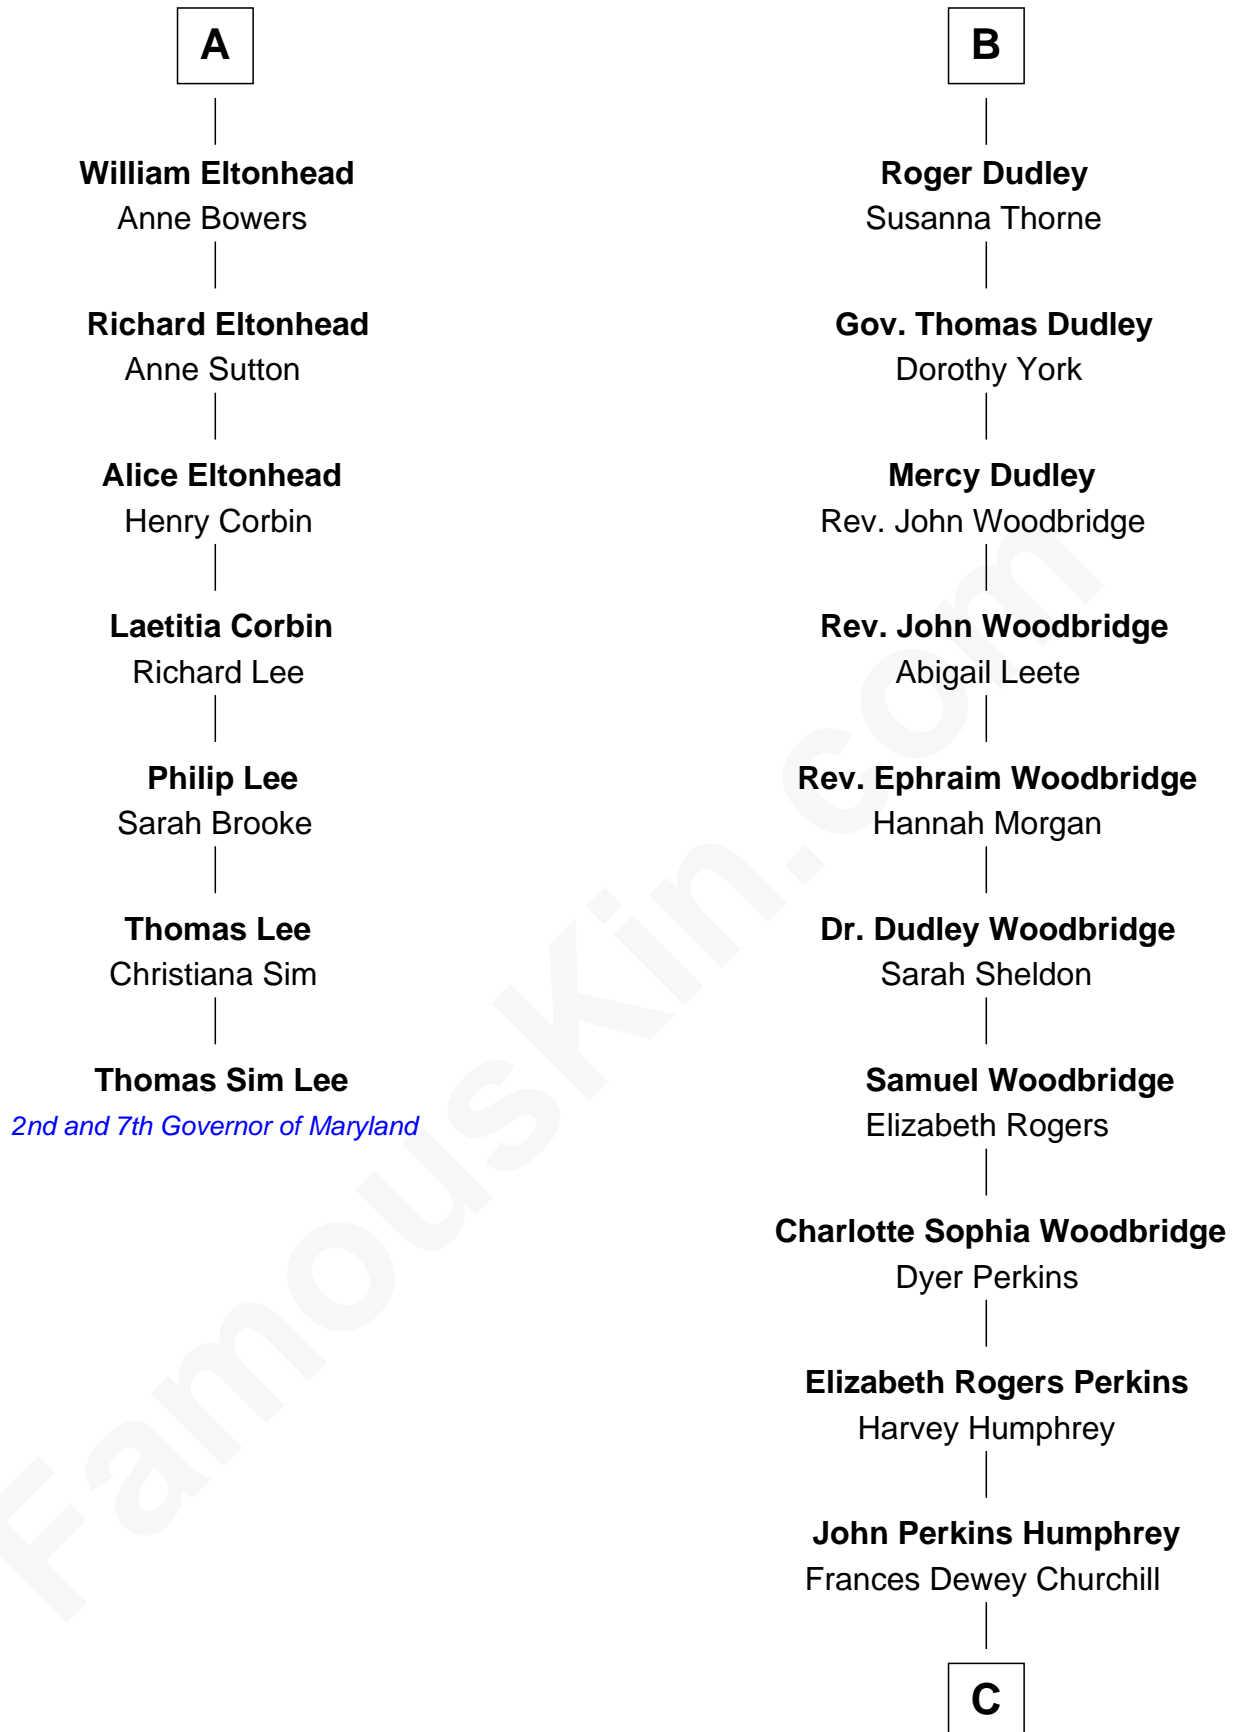 A
William Eltonhead
Anne Bowers
Richard Eltonhead
Anne Sutton
Alice Eltonhead
Henry Corbin
Laetitia Corbin
Richard Lee
Philip Lee
Sarah Brooke
Thomas Lee
Christiana Sim
Thomas Sim Lee
2nd and 7th Governor of Maryland
B
Roger Dudley
Susanna Thorne
Gov. Thomas Dudley
Dorothy York
Mercy Dudley
Rev. John Woodbridge
Rev. John Woodbridge
Abigail Leete
Rev. Ephraim Woodbridge
Hannah Morgan
Dr. Dudley Woodbridge
Sarah Sheldon
Samuel Woodbridge
Elizabeth Rogers
Charlotte Sophia Woodbridge
Dyer Perkins
Elizabeth Rogers Perkins
Harvey Humphrey
John Perkins Humphrey
Frances Dewey Churchill
C
FamousKin.com